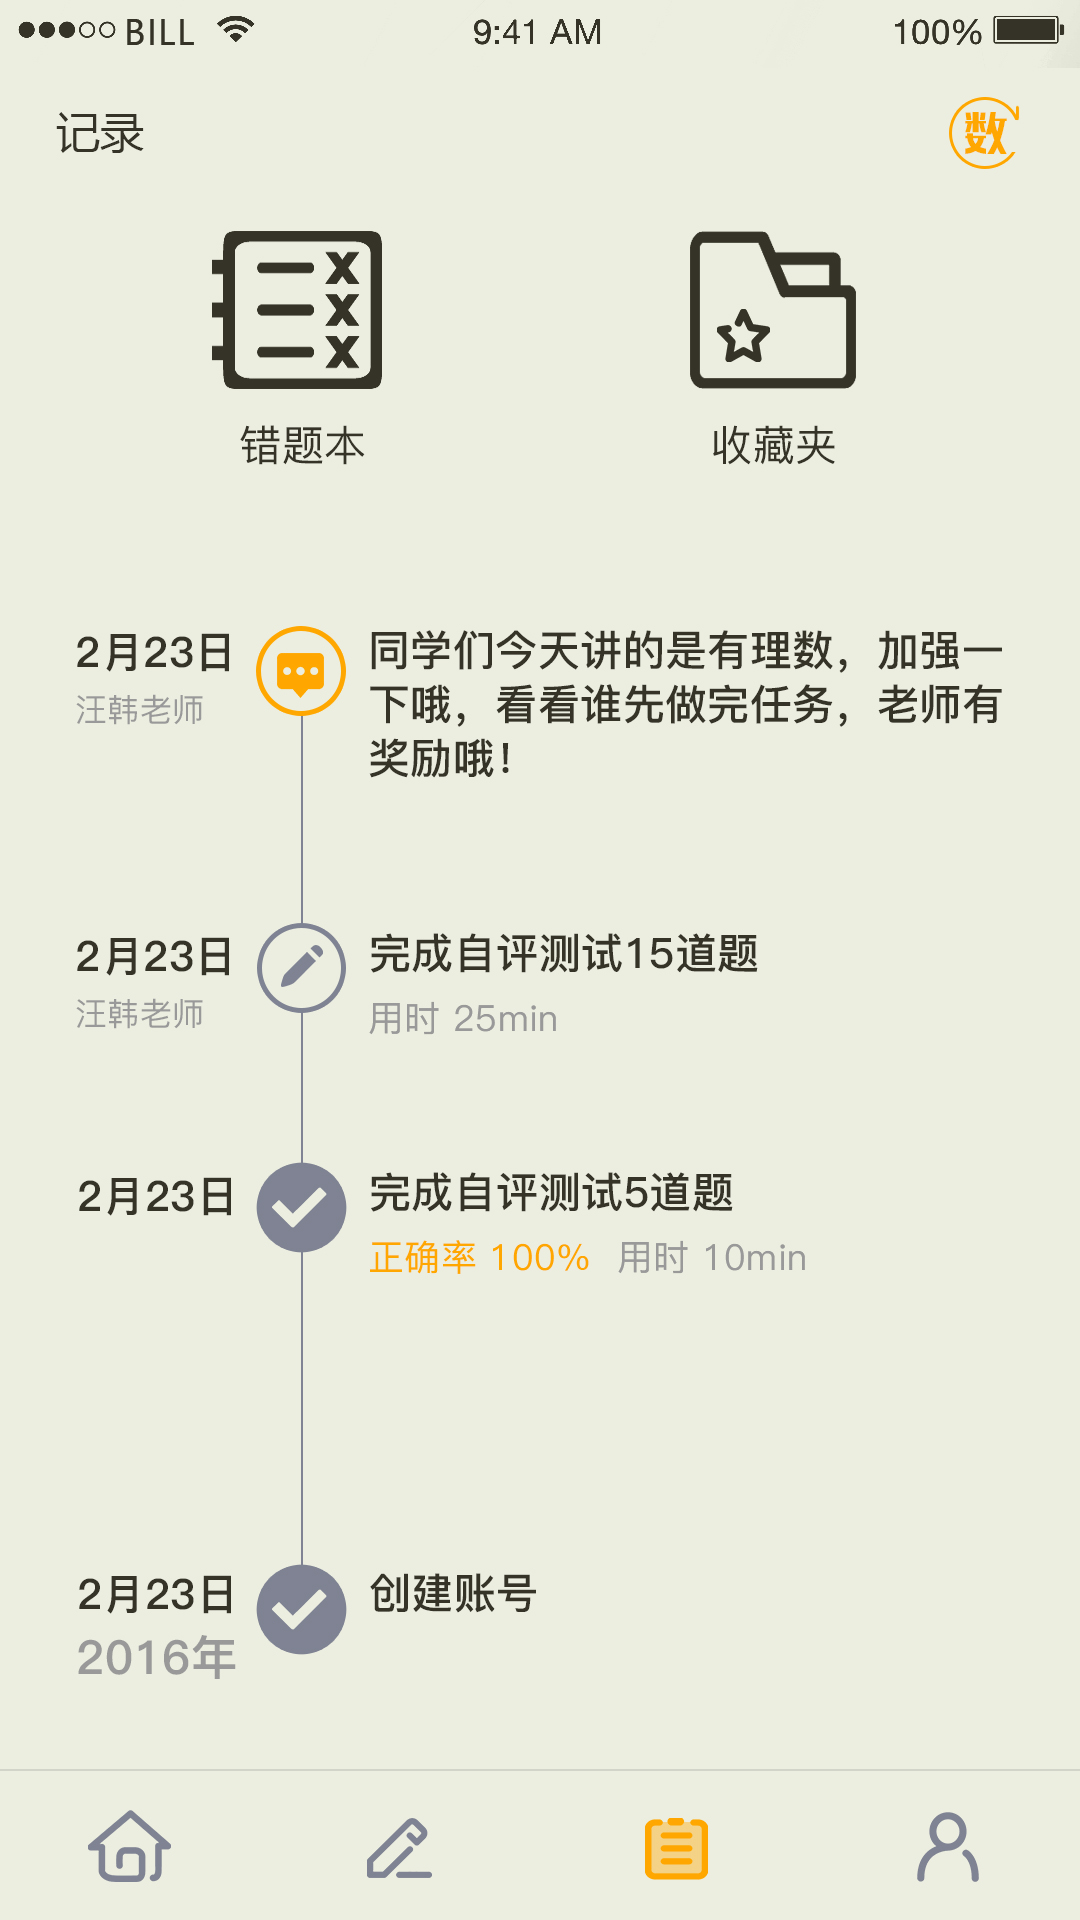 BILL 9:41 AM 100%
记录
数
错题本 收藏夹
2月23日
汪韩老师
同学们今天讲的是有理数，加强一
下哦，看看谁先做完任务，老师有
奖励哦！
2月23日
汪韩老师
完成自评测试15道题
用时 25min
2月23日
完成自评测试5道题
正确率 100% 用时 10min
2月23日
2016年
创建账号